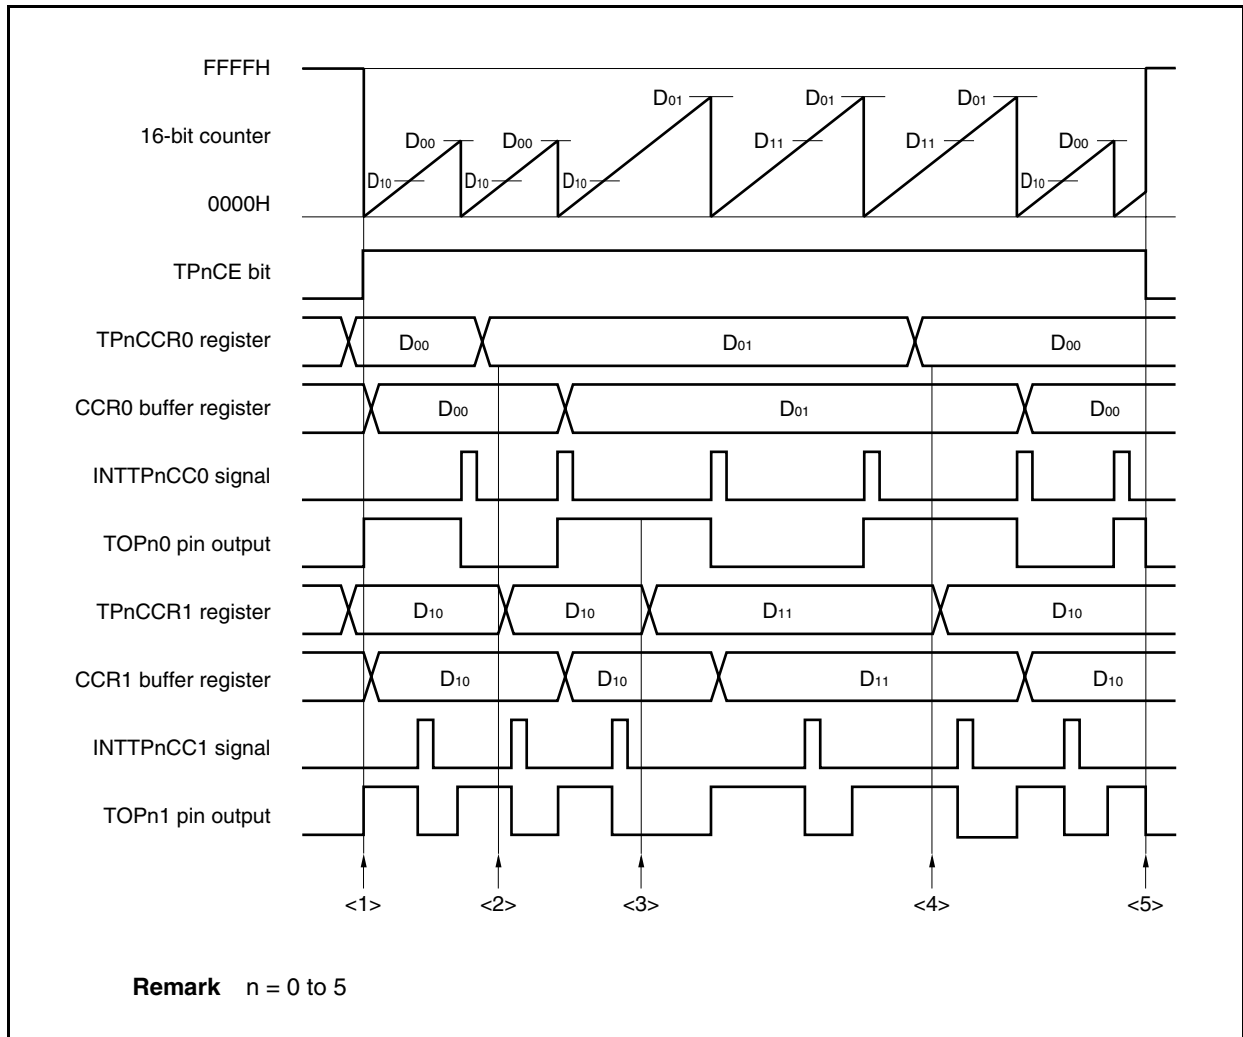 FFFFH
D01 D01 D01
16-bit counter
D00 D00 D11 D11 D00
D10 D10 D10 D10
0000H
TPnCE bit
TPnCCR0 register D00 D01 D00
CCR0 buffer register D00 D01 D00
INTTPnCC0 signal
TOPn0 pin output
TPnCCR1 register D10 D10 D11 D10
CCR1 buffer register D10 D10 D11 D10
INTTPnCC1 signal
TOPn1 pin output
<1> <2> <3> <4> <5>
Remark n = 0 to 5